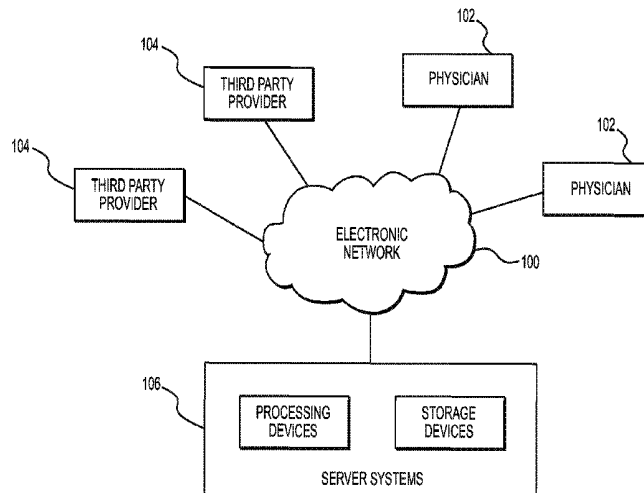 102
104
THIRD PARTY
PROVIDER
PHYSICIAN
104
102
THIRD PARTY
PROVIDER
PHYSICIAN
ELECTRONIC
NETWORK
100
106
PROCESSING
DEVICES
STORAGE
DEVICES
SERVER SYSTEMS